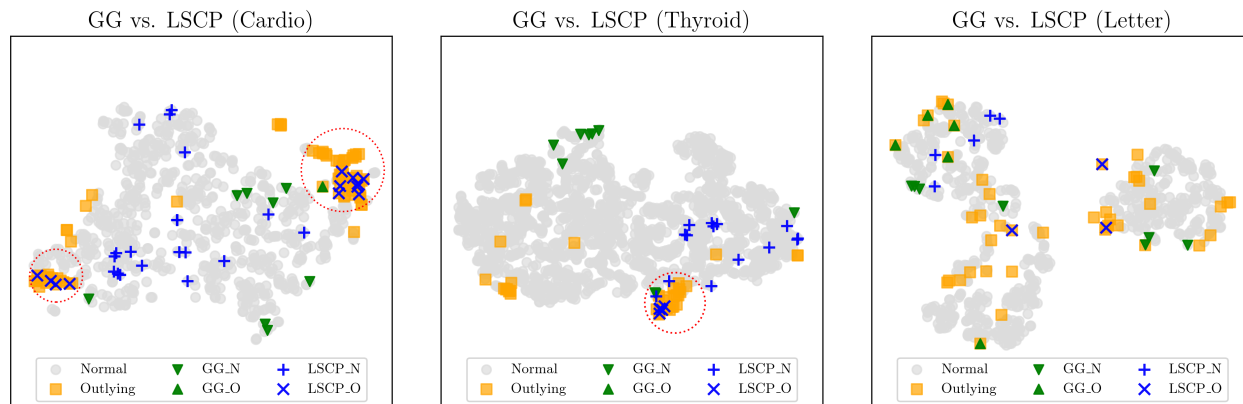 GG vs. LSCP (Cardio)
GG vs. LSCP (Thyroid)
GG vs. LSCP (Letter)
Normal GG_N LSCP_N
Outlying GG_O LSCP_O
Normal GG_N LSCP_N
Outlying GG_O LSCP_O
Normal GG_N LSCP_N
Outlying GG_O LSCP_O